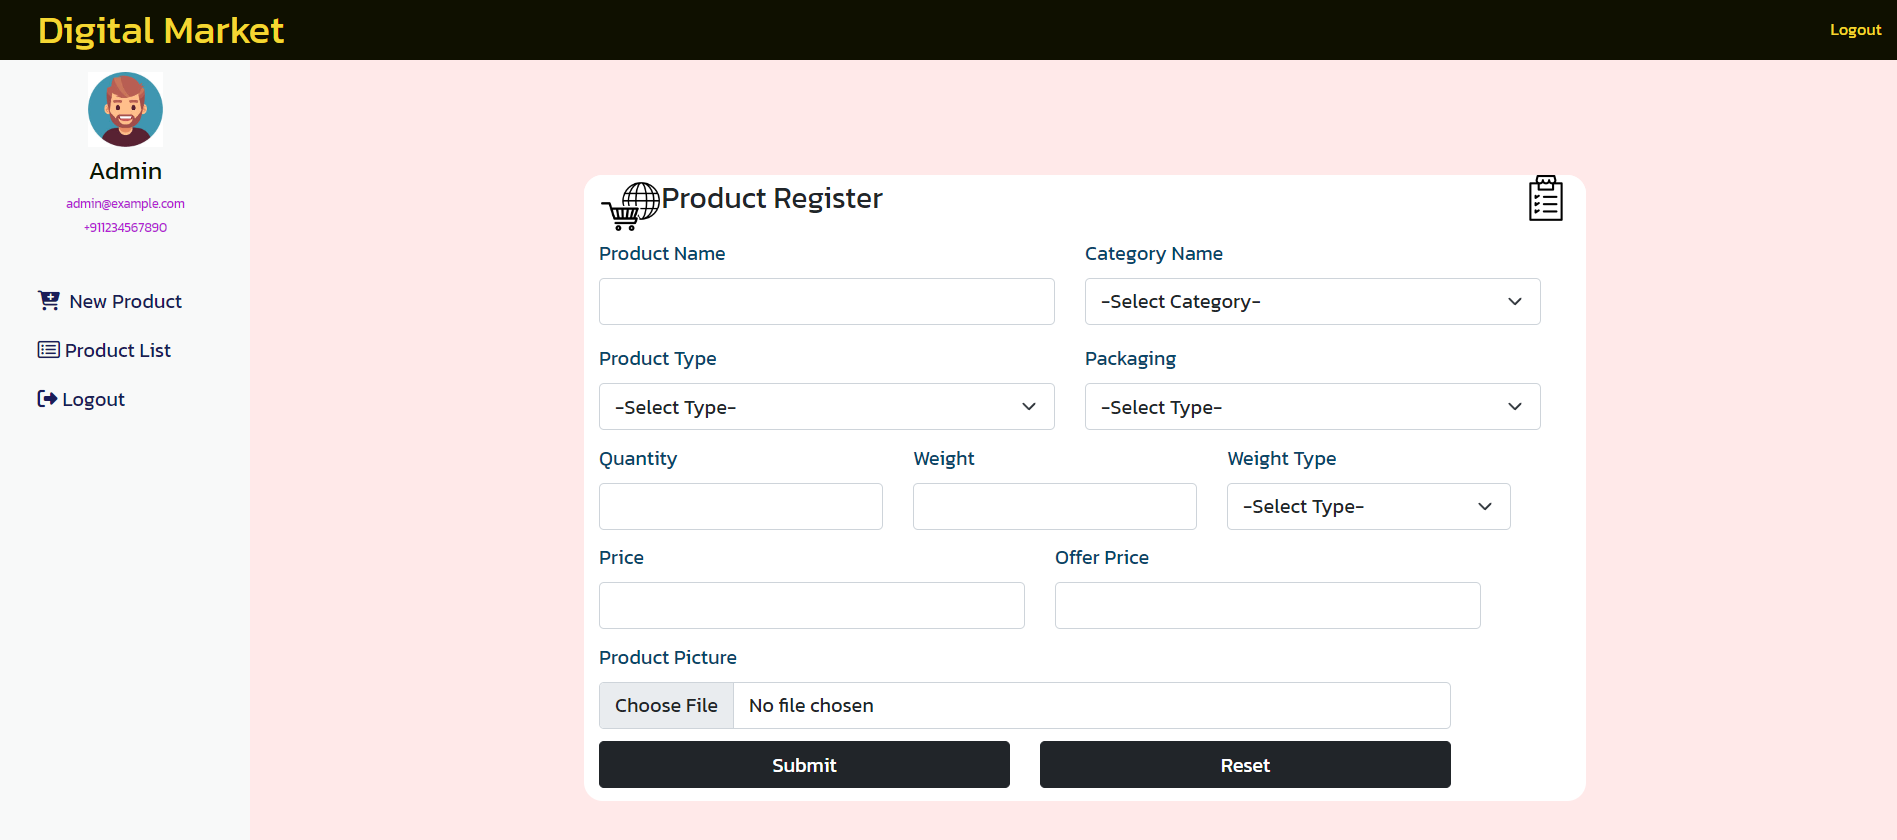 Digital Market
Logout
Admin
admin@example.com
+911234567890
New Product
Product List
Logout
Product Register
Product Name
Category Name
-Select Category-
Product Type
Packaging
-Select Type-
-Select Type-
Quantity
Weight
Weight Type
-Select Type-
Price
Offer Price
Product Picture
Choose File
No file chosen
Submit
Reset